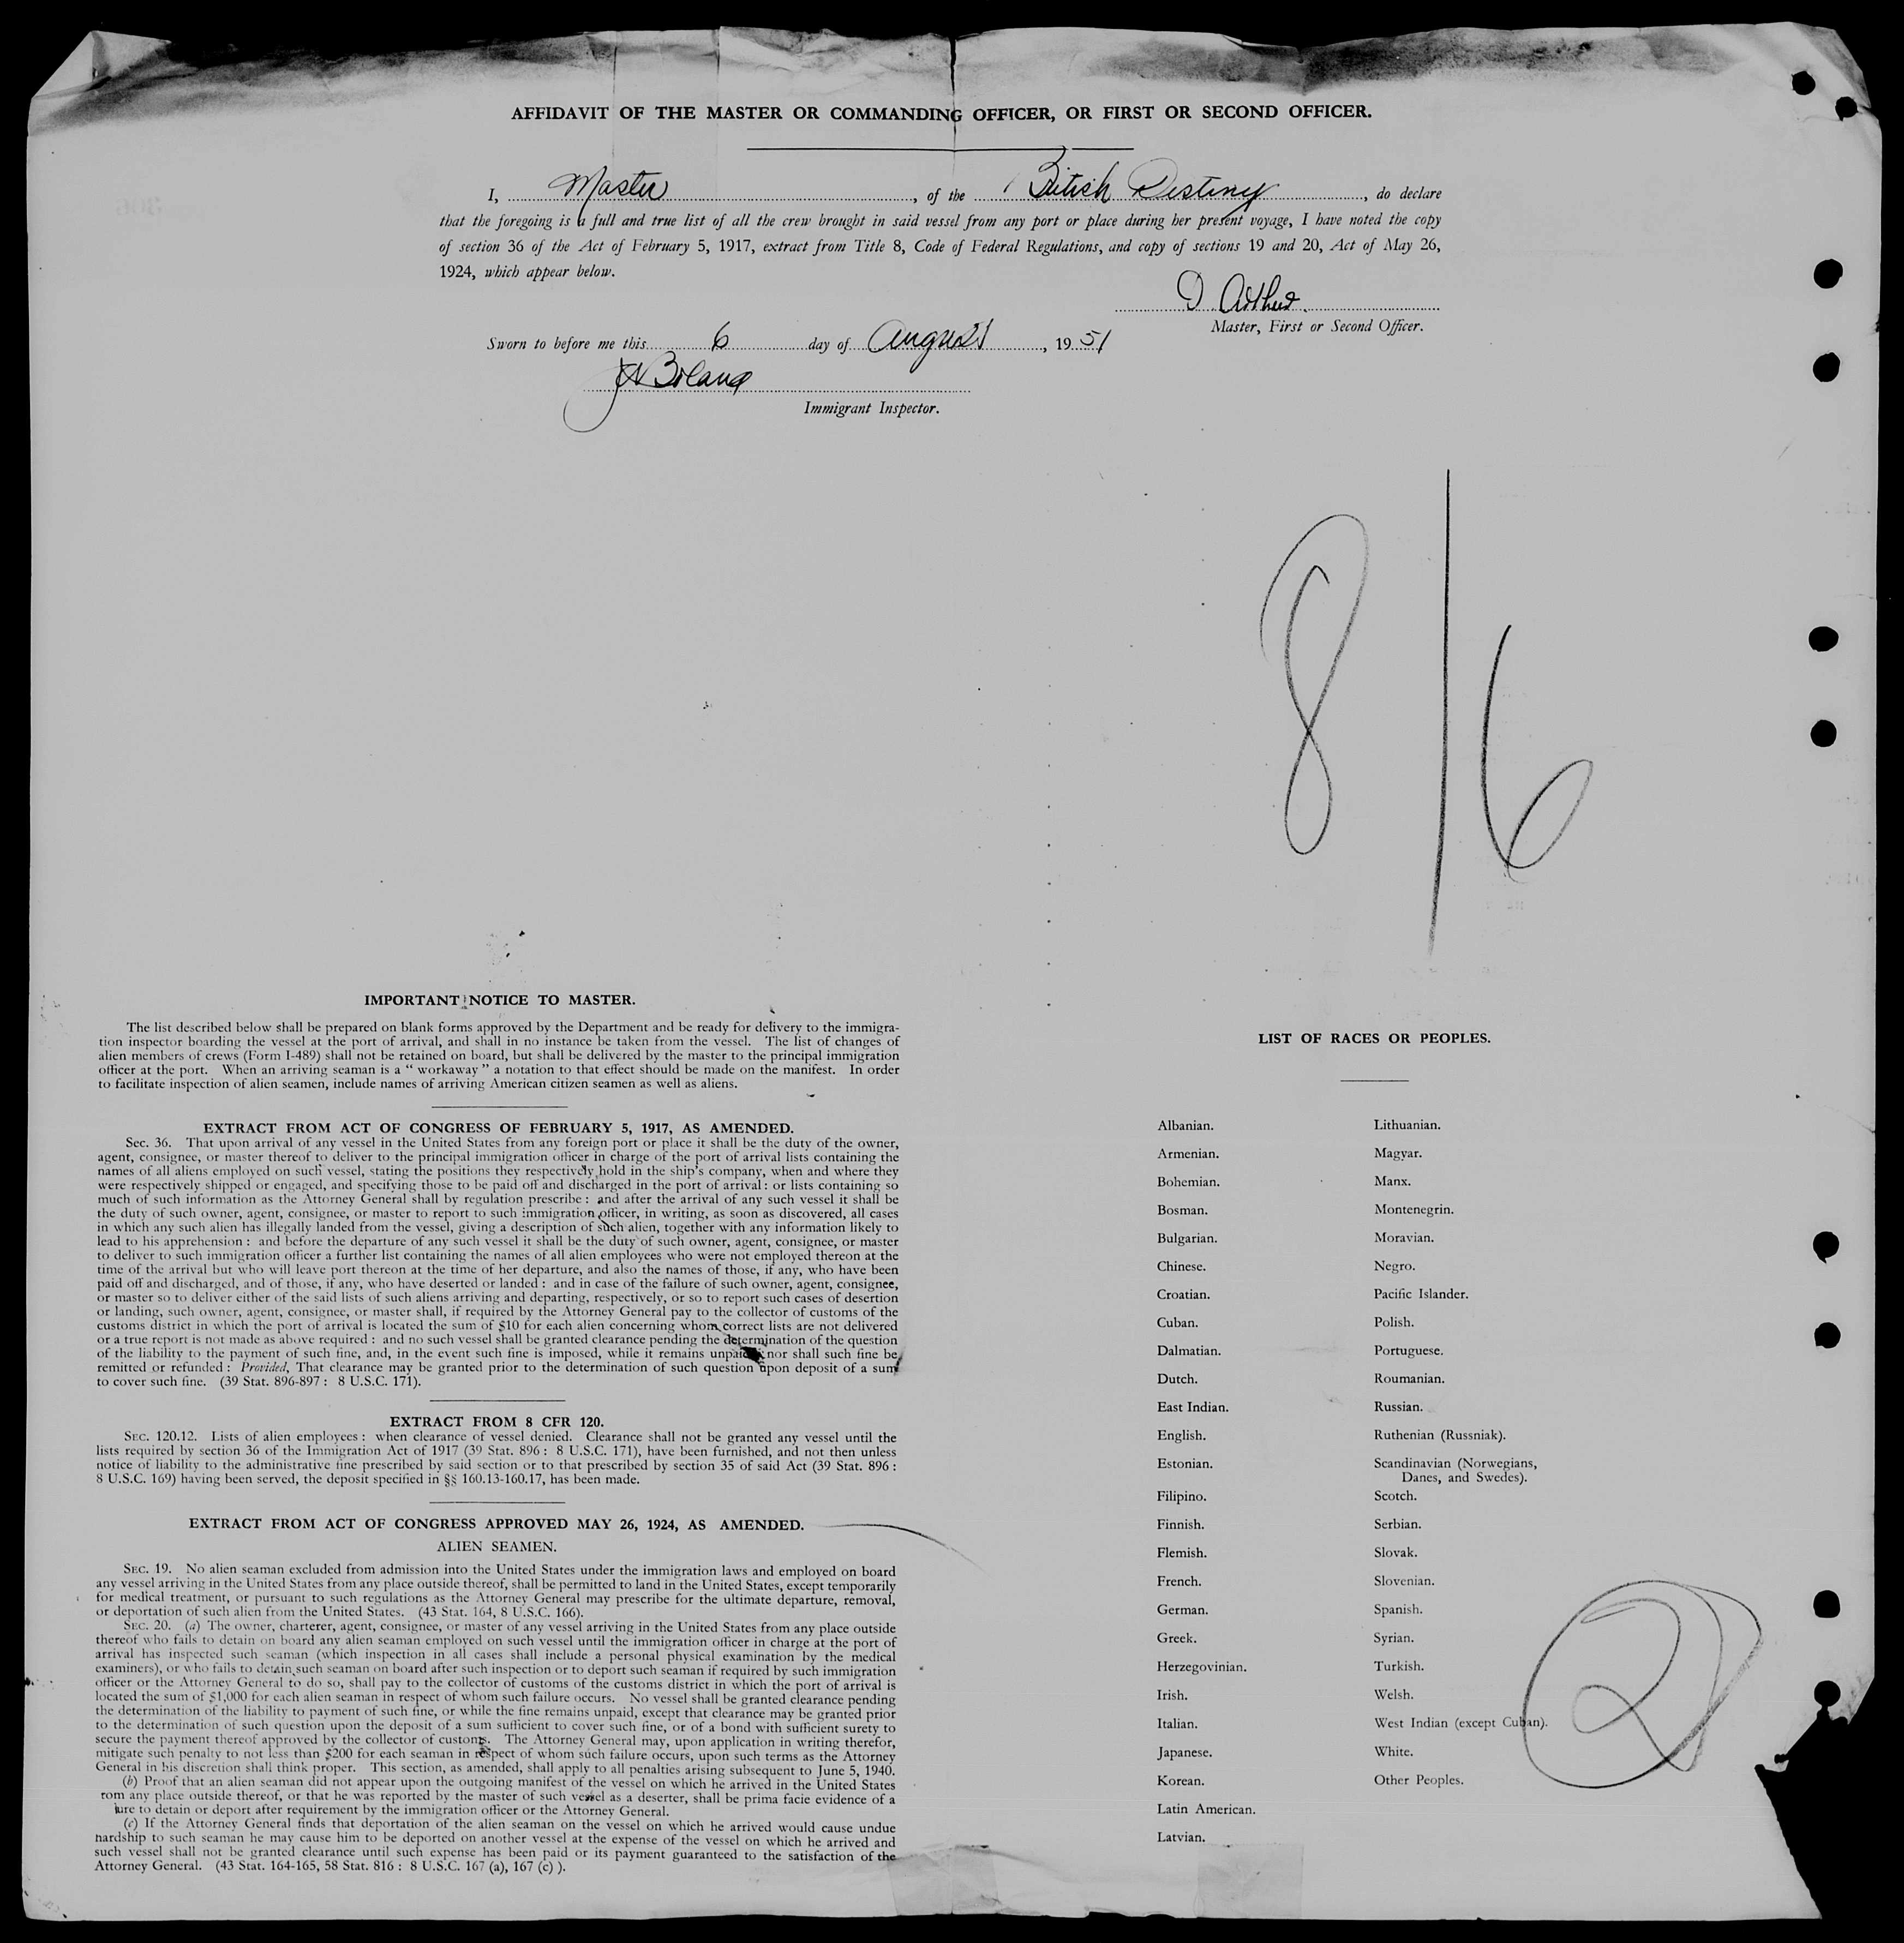 AFFIDAVIT OF THE MASTER OR COMMANDING OFFICER, OR FIRST OR SECOND OFFICER.
I, Master, of the British Destiny, do declare
that the foregoing is a full and true list of all the crew brought in said vessel from any port or place during her present voyage, I have noted the copy
of section 36 of the Act of February 5, 1917, extract from Title 8, Code of Federal Regulations, and copy of sections 19 and 20, Act of May 26,
1924, which appear below.
D. Arthur
Master, First or Second Officer.
Sworn to before me this 6 day of August, 1951
Boland
Immigrant Inspector.
8/6
IMPORTANT NOTICE TO MASTER.
The list described below shall be prepared on blank forms approved by the Department and be ready for delivery to the immigra-
tion inspector boarding the vessel at the port of arrival, and shall in no instance be taken from the vessel. The list of changes of
alien members of crews (Form I-489) shall not be retained on board, but shall be delivered by the master to the principal immigration
officer at the port. When an arriving seaman is a " workaway " a notation to that effect should be made on the manifest. In order
to facilitate inspection of alien seamen, include names of arriving American citizen seamen as well as aliens.
EXTRACT FROM ACT OF CONGRESS OF FEBRUARY 5, 1917, AS AMENDED.
Sec. 36. That upon arrival of any vessel in the United States from any foreign port or place it shall be the duty of the owner,
agent, consignee, or master thereof to deliver to the principal immigration officer in charge of the port of arrival lists containing the
names of all aliens employed on such vessel, stating the positions they respectively hold in the ship's company, when and where they
were respectively shipped or engaged, and specifying those to be paid off and discharged in the port of arrival : or lists containing so
much of such information as the Attorney General shall by regulation prescribe : and after the arrival of any such vessel it shall be
the duty of such owner, agent, consignee, or master to report to such immigration officer, in writing, as soon as discovered, all cases
in which any such alien has illegally landed from the vessel, giving a description of such alien, together with any information likely to
lead to his apprehension : and before the departure of any such vessel it shall be the duty of such owner, agent, consignee, or master
to deliver to such immigration officer a further list containing the names of all alien employees who were not employed thereon at the
time of the arrival but who will leave port thereon at the time of her departure, and also the names of those, if any, who have been
paid off and discharged, and of those, if any, who have deserted or landed : and in case of the failure of such owner, agent, consignee,
or master so to deliver either of the said lists of such aliens arriving and departing, respectively, or so to report such cases of desertion
or landing, such owner, agent, consignee, or master shall, if required by the Attorney General pay to the collector of customs of the
customs district in which the port of arrival is located the sum of $10 for each alien concerning whom correct lists are not delivered
or a true report is not made as above required : and no such vessel shall be granted clearance pending the determination of the question
of the liability to the payment of such fine, and, in the event such fine is imposed, while it remains unpaid nor shall such fine be
remitted or refunded : Provided, That clearance may be granted prior to the determination of such question upon deposit of a sum
to cover such fine. (39 Stat. 896-897 : 8 U.S.C. 171).
EXTRACT FROM 8 CFR 120.
Sec. 120.12. Lists of alien employees : when clearance of vessel denied. Clearance shall not be granted any vessel until the
lists required by section 36 of the Immigration Act of 1917 (39 Stat. 896 : 8 U.S.C. 171), have been furnished, and not then unless
notice of liability to the administrative fine prescribed by said section or to that prescribed by section 35 of said Act (39 Stat. 896 :
8 U.S.C. 169) having been served, the deposit specified in §§ 160.13-160.17, has been made.
EXTRACT FROM ACT OF CONGRESS APPROVED MAY 26, 1924, AS AMENDED.
ALIEN SEAMEN.
Sec. 19. No alien seaman excluded from admission into the United States under the immigration laws and employed on board
any vessel arriving in the United States from any place outside thereof, shall be permitted to land in the United States, except temporarily
for medical treatment, or pursuant to such regulations as the Attorney General may prescribe for the ultimate departure, removal,
or deportation of such alien from the United States. (43 Stat. 164, 8 U.S.C. 166).
Sec. 20. (a) The owner, charterer, agent, consignee, or master of any vessel arriving in the United States from any place outside
thereof who fails to detain on board any alien seaman employed on such vessel until the immigration officer in charge at the port of
arrival has inspected such seaman (which inspection in all cases shall include a personal physical examination by the medical
examiners), or who fails to detain such seaman on board after such inspection or to deport such seaman if required by such immigration
officer or the Attorney General to do so, shall pay to the collector of customs of the customs district in which the port of arrival is
located the sum of $1,000 for each alien seaman in respect of whom such failure occurs. No vessel shall be granted clearance pending
the determination of the liability to payment of such fine, or while the fine remains unpaid, except that clearance may be granted prior
to the determination of such question upon the deposit of a sum sufficient to cover such fine, or of a bond with sufficient surety to
secure the payment thereof approved by the collector of customs. The Attorney General may, upon application in writing therefor,
mitigate such penalty to not less than $200 for each seaman in respect of whom such failure occurs, upon such terms as the Attorney
General in his discretion shall think proper. This section, as amended, shall apply to all penalties arising subsequent to June 5, 1940.
(b) Proof that an alien seaman did not appear upon the outgoing manifest of the vessel on which he arrived in the United States
rom any place outside thereof, or that he was reported by the master of such vessel as a deserter, shall be prima facie evidence of a
lure to detain or deport after requirement by the immigration officer or the Attorney General.
(c) If the Attorney General finds that deportation of the alien seaman on the vessel on which he arrived would cause undue
hardship to such seaman he may cause him to be deported on another vessel at the expense of the vessel on which he arrived and
such vessel shall not be granted clearance until such expense has been paid or its payment guaranteed to the satisfaction of the
Attorney General. (43 Stat. 164-165, 58 Stat. 816 : 8 U.S.C. 167 (a), 167 (c) ).
LIST OF RACES OR PEOPLES.
Albanian.
Armenian.
Bohemian.
Bosman.
Bulgarian.
Chinese.
Croatian.
Cuban.
Dalmatian.
Dutch.
East Indian.
English.
Estonian.
Filipino.
Finnish.
Flemish.
French.
German.
Greek.
Herzegovinian.
Irish.
Italian.
Japanese.
Korean.
Latin American.
Latvian.
Lithuanian.
Magyar.
Manx.
Montenegrin.
Moravian.
Negro.
Pacific Islander.
Polish.
Portuguese.
Roumanian.
Russian.
Ruthenian (Russniak).
Scandinavian (Norwegians,
Danes, and Swedes).
Scotch.
Serbian.
Slovak.
Slovenian.
Spanish.
Syrian.
Turkish.
Welsh.
West Indian (except Cuban).
White.
Other Peoples.
2